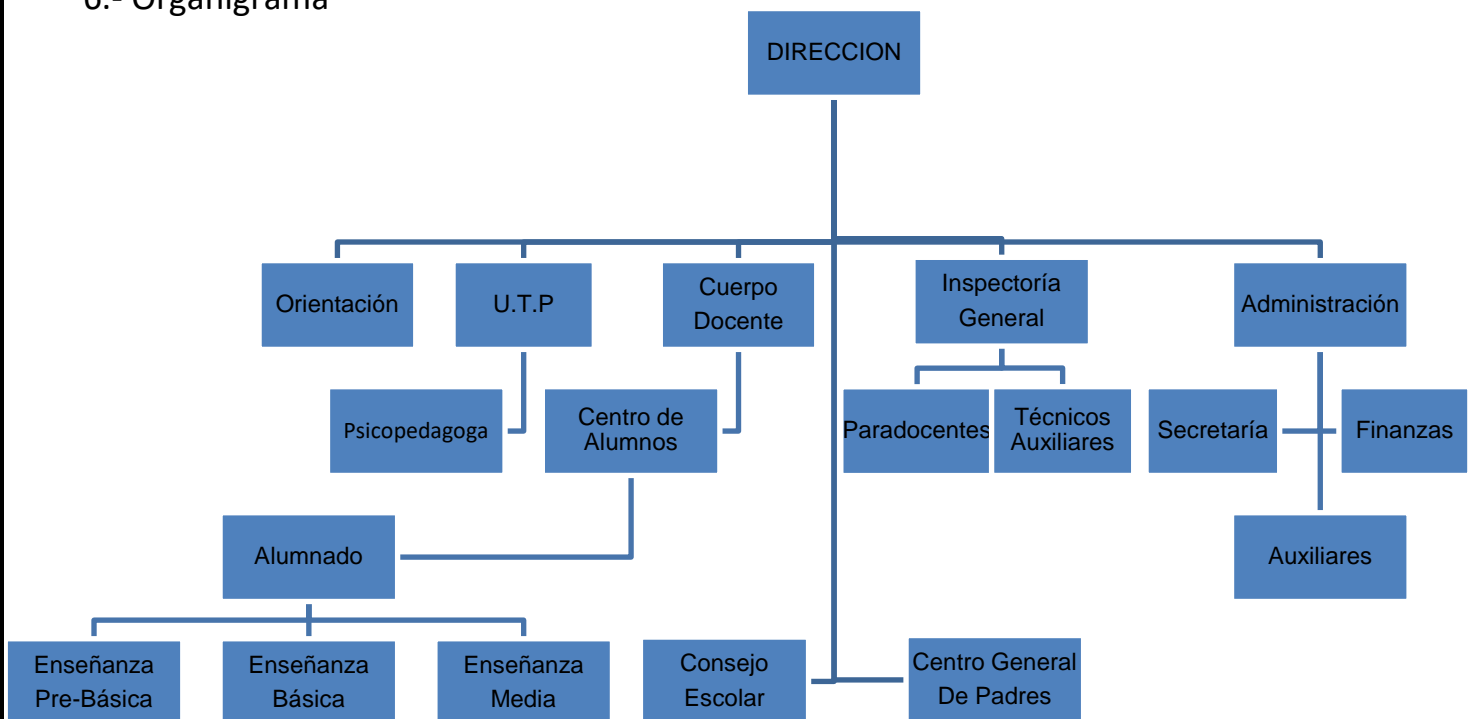 6.- Organigrama
DIRECCION
Orientación
U.T.P
Cuerpo
Docente
Inspectoría
General
Administración
Psicopedagoga
Centro de
Alumnos
Paradocentes
Técnicos
Auxiliares
Secretaría
Finanzas
Alumnado
Auxiliares
Enseñanza
Pre-Básica
Enseñanza
Básica
Enseñanza
Media
Consejo
Escolar
Centro General
De Padres